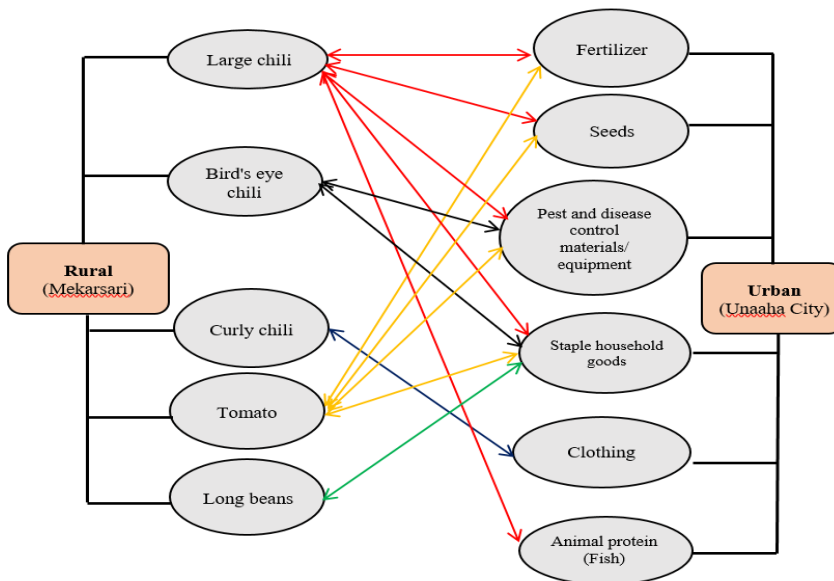 Large chili
Bird's eye
chili
Rural
(Mekarsari)
Curly chili
Tomato
Long beans
Fertilizer
Seeds
Pest and disease
control
materials/
equipment
Urban
(Unaaha City)
Staple household
goods
Clothing
Animal protein
(Fish)